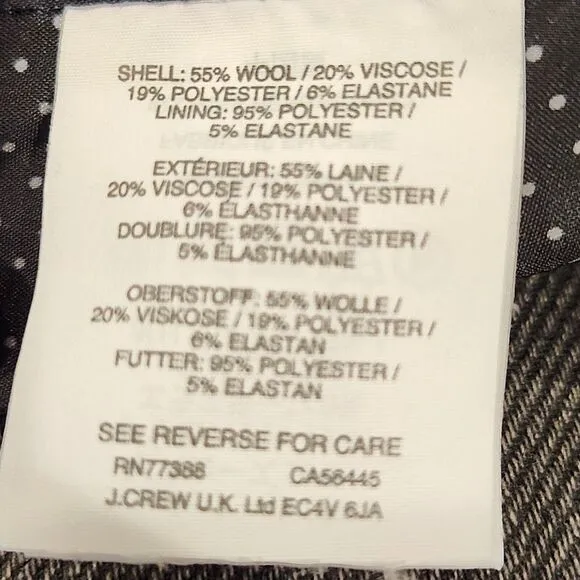 SHELL: 55% WOOL / 20% VISCOSE /
19% POLYESTER / 6% ELASTANE
LINING: 95% POLYESTER /
5% ELASTANE
EXTÉRIEUR: 55% LAINE /
20% VISCOSE / 19% POLYESTER /
6% ÉLASTHANNE
DOUBLURE: 95% POLYESTER /
5% ÉLASTHANNE
OBERSTOFF: 55% WOLLE /
20% VISKOSE / 19% POLYESTER /
6% ELASTAN
FUTTER: 95% POLYESTER /
5% ELASTAN
SEE REVERSE FOR CARE
RN77388 CA56445
J.CREW U.K. Ltd EC4V 6JA